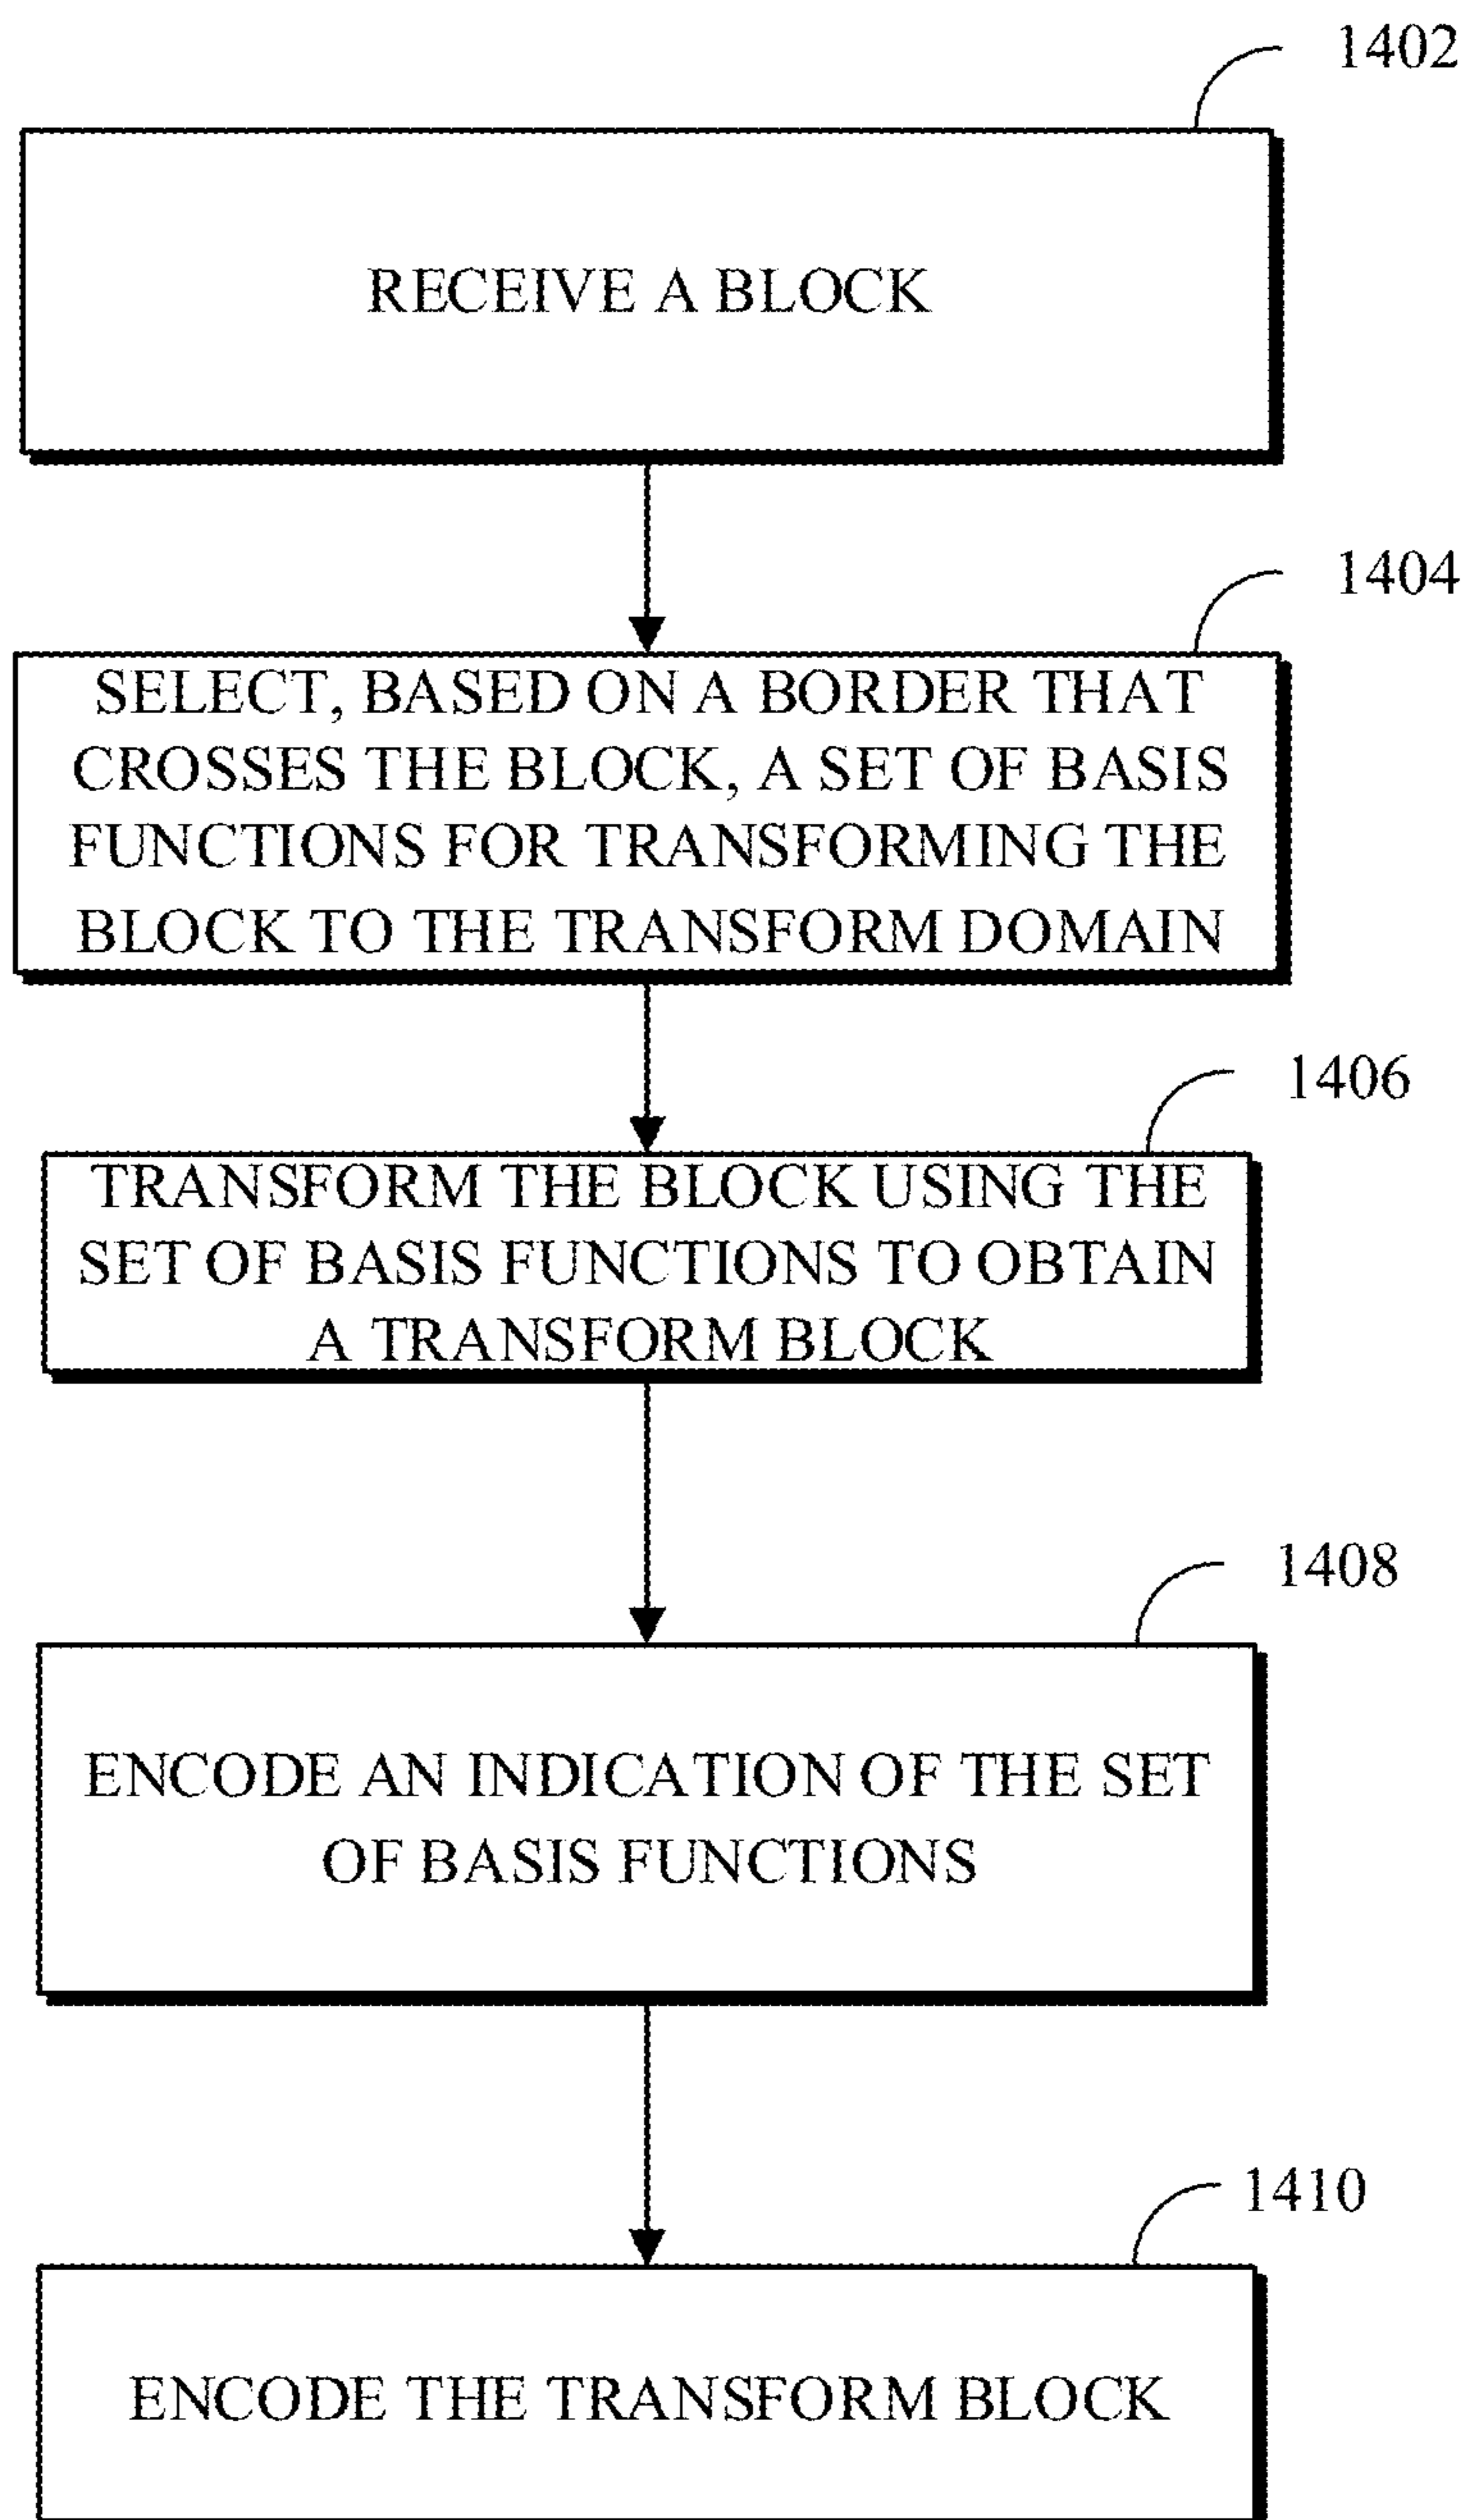 1402
RECEIVE A BLOCK
1404
SELECT, BASED ON A BORDER THAT
CROSSES THE BLOCK, A SET OF BASIS
FUNCTIONS FOR TRANSFORMING THE
BLOCK TO THE TRANSFORM DOMAIN
1406
TRANSFORM THE BLOCK USING THE
SET OF BASIS FUNCTIONS TO OBTAIN
A TRANSFORM BLOCK
1408
ENCODE AN INDICATION OF THE SET
OF BASIS FUNCTIONS
1410
ENCODE THE TRANSFORM BLOCK